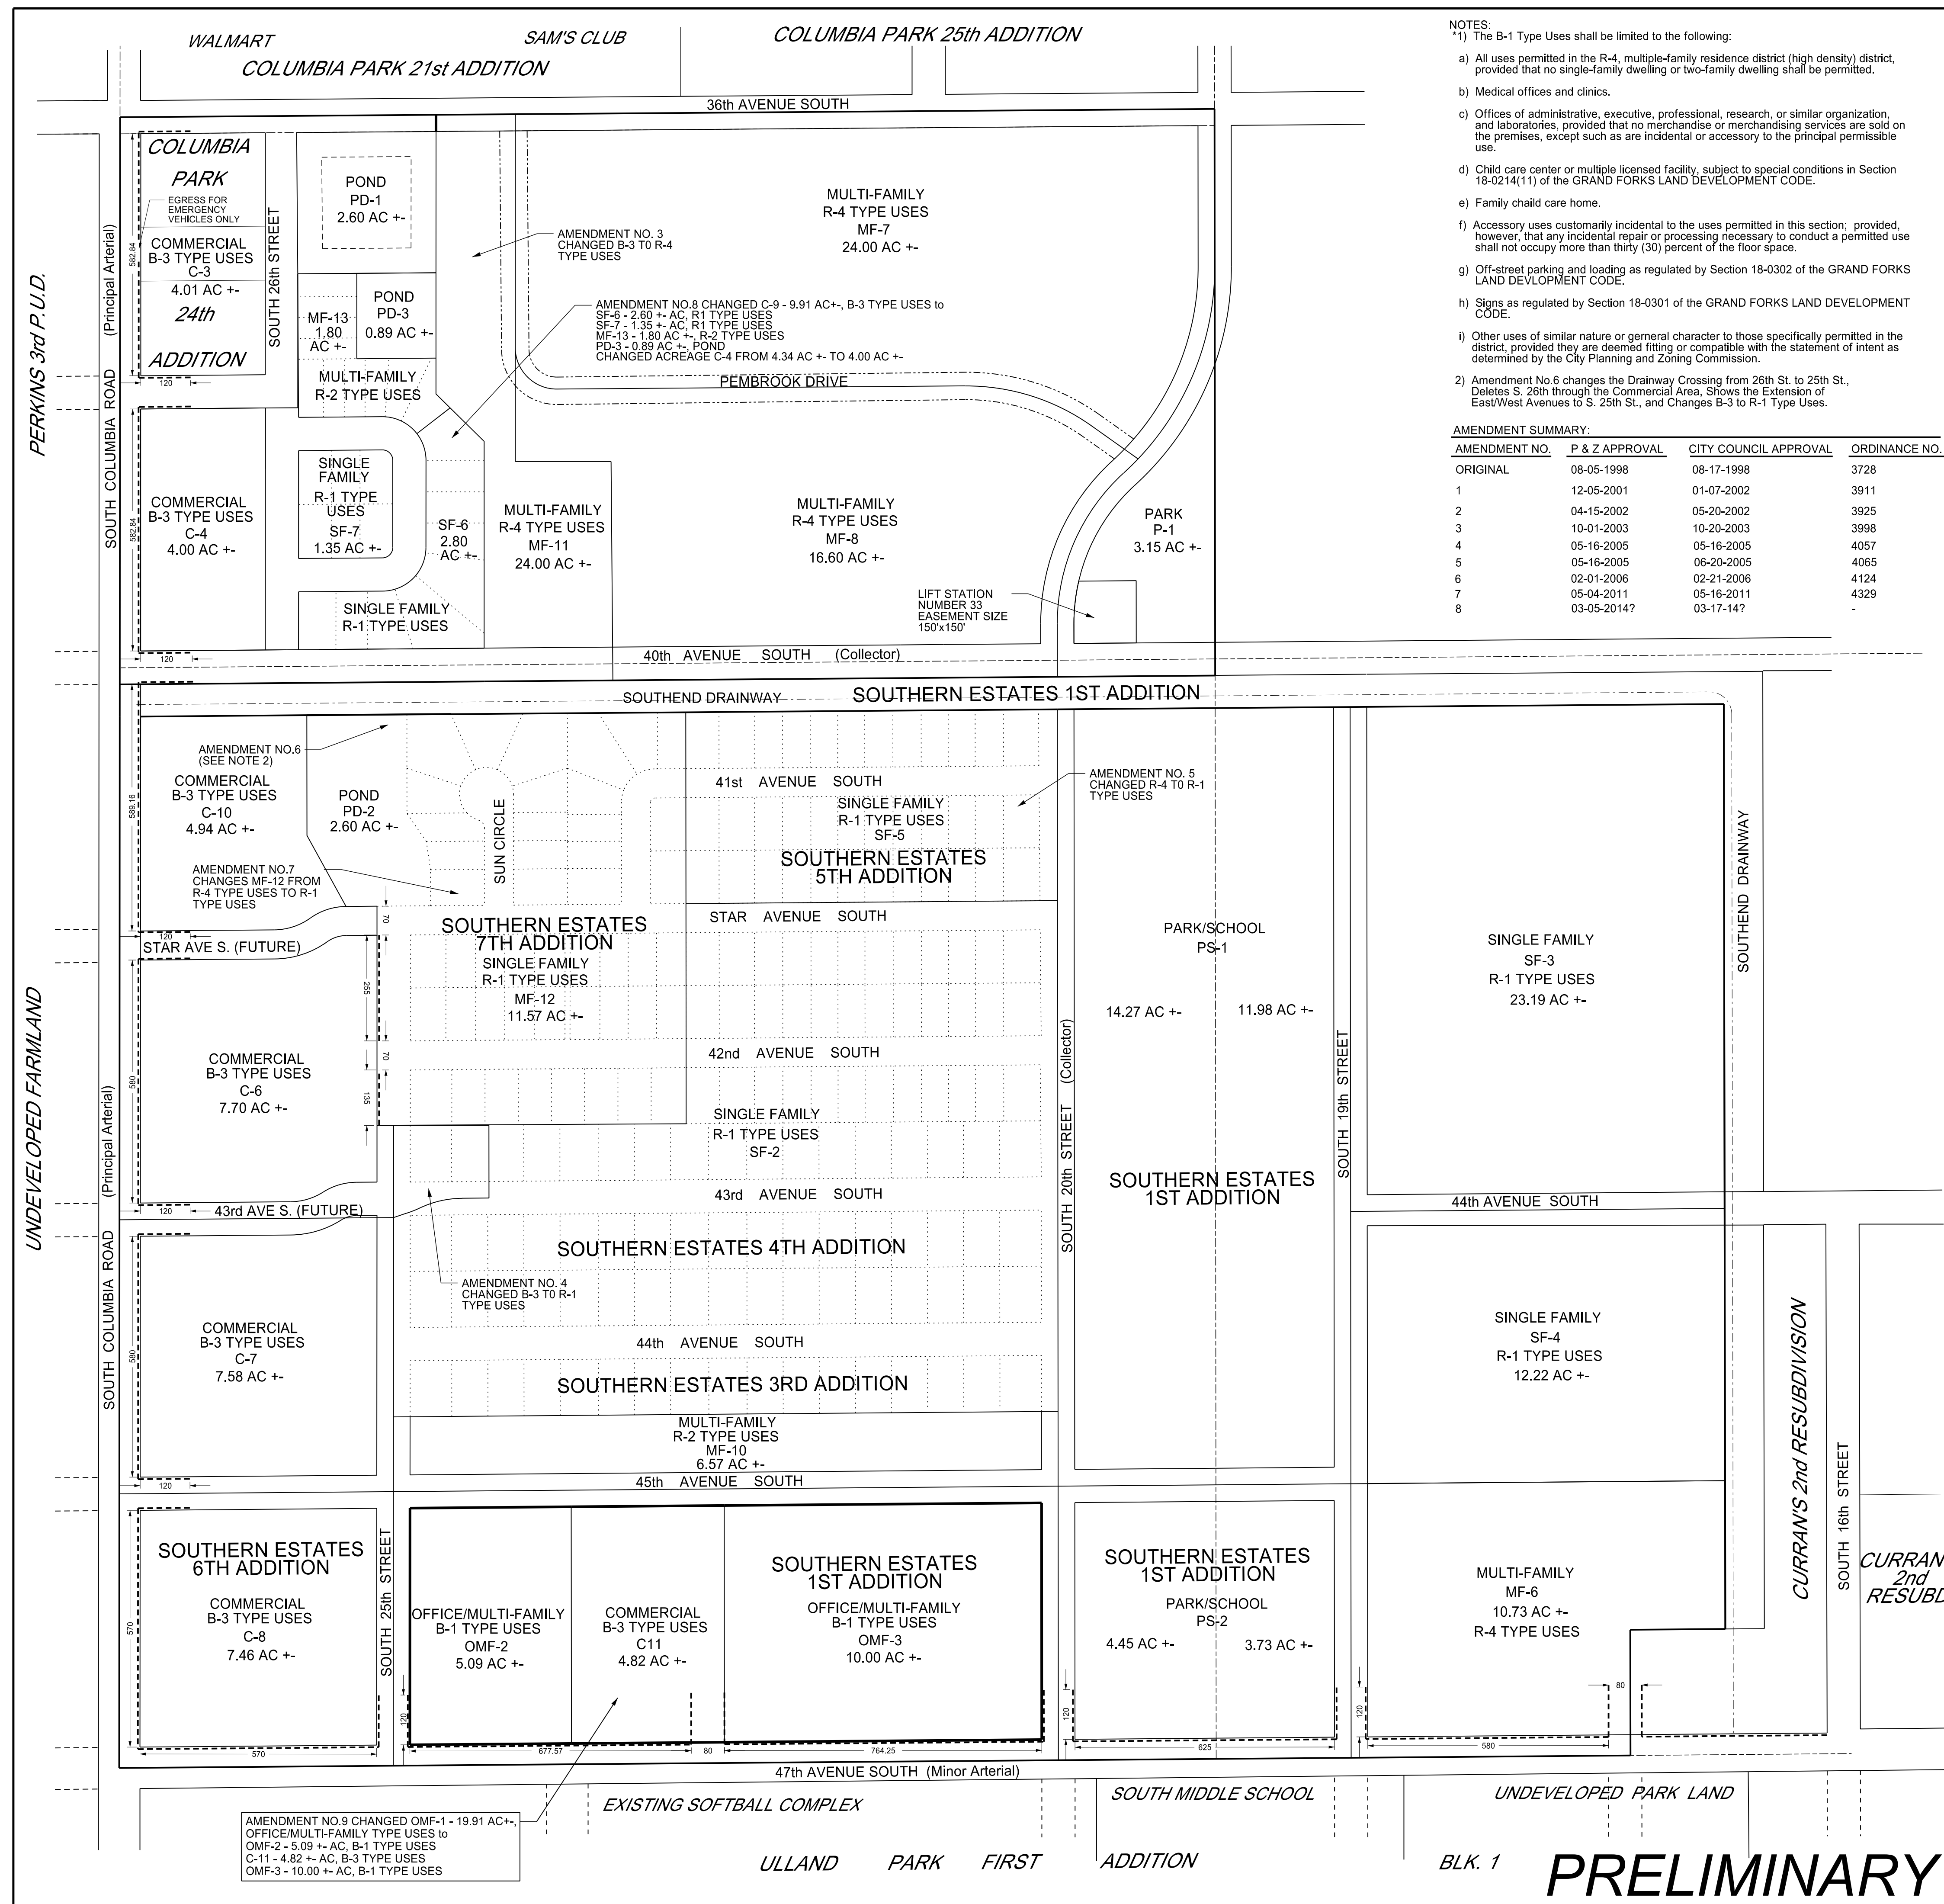 WALMART
SAM'S CLUB
COLUMBIA PARK 25th ADDITION
COLUMBIA PARK 21st ADDITION
36th AVENUE SOUTH
NOTES:
*1) The B-1 Type Uses shall be limited to the following:
a) All uses permitted in the R-4, multiple-family residence district (high density) district,
provided that no single-family dwelling or two-family dwelling shall be permitted.
b) Medical offices and clinics.
c) Offices of administrative, executive, professional, research, or similar organization,
and laboratories, provided that no merchandise or merchandising services are sold on
the premises, except such as are incidental or accessory to the principal permissible
use.
d) Child care center or multiple licensed facility, subject to special conditions in Section
18-0214(11) of the GRAND FORKS LAND DEVELOPMENT CODE.
e) Family chaild care home.
f) Accessory uses customarily incidental to the uses permitted in this section; provided,
however, that any incidental repair or processing necessary to conduct a permitted use
shall not occupy more than thirty (30) percent of the floor space.
g) Off-street parking and loading as regulated by Section 18-0302 of the GRAND FORKS
LAND DEVLOPMENT CODE.
h) Signs as regulated by Section 18-0301 of the GRAND FORKS LAND DEVELOPMENT
CODE.
i) Other uses of similar nature or gerneral character to those specifically permitted in the
district, provided they are deemed fitting or compatible with the statement of intent as
determined by the City Planning and Zoning Commission.
2) Amendment No.6 changes the Drainway Crossing from 26th St. to 25th St.,
Deletes S. 26th through the Commercial Area, Shows the Extension of
East/West Avenues to S. 25th St., and Changes B-3 to R-1 Type Uses.
AMENDMENT SUMMARY:
AMENDMENT NO. P & Z APPROVAL CITY COUNCIL APPROVAL ORDINANCE NO.
ORIGINAL 08-05-1998 08-17-1998 3728
1 12-05-2001 01-07-2002 3911
2 04-15-2002 05-20-2002 3925
3 10-01-2003 10-20-2003 3998
4 05-16-2005 05-16-2005 4057
5 05-16-2005 06-20-2005 4065
6 02-01-2006 02-21-2006 4124
7 05-04-2011 05-16-2011 4329
8 03-05-2014? 03-17-14? -
PERKINS 3rd P.U.D.
SOUTH COLUMBIA ROAD (Principal Arterial)
COLUMBIA
PARK
EGRESS FOR
EMERGENCY
VEHICLES ONLY
COMMERCIAL
B-3 TYPE USES
C-3
4.01 AC +-
24th
ADDITION
582.84
120
SOUTH 26th STREET
POND
PD-1
2.60 AC +-
AMENDMENT NO. 3
CHANGED B-3 TO R-4
TYPE USES
MULTI-FAMILY
R-4 TYPE USES
MF-7
24.00 AC +-
POND
PD-3
0.89 AC +-
MF-13
1.80
AC +-
MULTI-FAMILY
R-2 TYPE USES
AMENDMENT NO.8 CHANGED C-9 - 9.91 AC+-, B-3 TYPE USES to
SF-6 - 2.60 +- AC, R1 TYPE USES
SF-7 - 1.35 +- AC, R1 TYPE USES
MF-13 - 1.80 AC +-, R-2 TYPE USES
PD-3 - 0.89 AC +-, POND
CHANGED ACREAGE C-4 FROM 4.34 AC +- TO 4.00 AC +-
PEMBROOK DRIVE
582.84
COMMERCIAL
B-3 TYPE USES
C-4
4.00 AC +-
120
SINGLE
FAMILY
R-1 TYPE
USES
SF-7
1.35 AC +-
SF-6
2.80
AC +-
SINGLE FAMILY
R-1 TYPE USES
MULTI-FAMILY
R-4 TYPE USES
MF-11
24.00 AC +-
MULTI-FAMILY
R-4 TYPE USES
MF-8
16.60 AC +-
PARK
P-1
3.15 AC +-
LIFT STATION
NUMBER 33
EASEMENT SIZE
150'x150'
40th AVENUE SOUTH (Collector)
SOUTHEND DRAINWAY
SOUTHERN ESTATES 1ST ADDITION
AMENDMENT NO.6
(SEE NOTE 2)
COMMERCIAL
B-3 TYPE USES
C-10
4.94 AC +-
589.16
POND
PD-2
2.60 AC +-
SUN CIRCLE
41st AVENUE SOUTH
SINGLE FAMILY
R-1 TYPE USES
SF-5
SOUTHERN ESTATES
5TH ADDITION
AMENDMENT NO. 5
CHANGED R-4 T0 R-1
TYPE USES
AMENDMENT NO.7
CHANGES MF-12 FROM
R-4 TYPE USES TO R-1
TYPE USES
STAR AVENUE SOUTH
120
STAR AVE S. (FUTURE)
70
255
70
135
SOUTHERN ESTATES
7TH ADDITION
SINGLE FAMILY
R-1 TYPE USES
MF-12
11.57 AC +-
PARK/SCHOOL
PS-1
14.27 AC +-
11.98 AC +-
SINGLE FAMILY
SF-3
R-1 TYPE USES
23.19 AC +-
SOUTHEND DRAINWAY
UNDEVELOPED FARMLAND
SOUTH COLUMBIA ROAD (Principal Arterial)
580
COMMERCIAL
B-3 TYPE USES
C-6
7.70 AC +-
42nd AVENUE SOUTH
SINGLE FAMILY
R-1 TYPE USES
SF-2
SOUTH 20th STREET (Collector)
SOUTH 19th STREET
43rd AVENUE SOUTH
120
43rd AVE S. (FUTURE)
SOUTHERN ESTATES
1ST ADDITION
44th AVENUE SOUTH
SOUTHERN ESTATES 4TH ADDITION
AMENDMENT NO. 4
CHANGED B-3 T0 R-1
TYPE USES
580
COMMERCIAL
B-3 TYPE USES
C-7
7.58 AC +-
44th AVENUE SOUTH
SOUTHERN ESTATES 3RD ADDITION
SINGLE FAMILY
SF-4
R-1 TYPE USES
12.22 AC +-
CURRAN'S 2nd RESUBDIVISION
SOUTH 16th STREET
MULTI-FAMILY
R-2 TYPE USES
MF-10
6.57 AC +-
120
45th AVENUE SOUTH
SOUTHERN ESTATES
6TH ADDITION
COMMERCIAL
B-3 TYPE USES
C-8
7.46 AC +-
570
570
SOUTH 25th STREET
OFFICE/MULTI-FAMILY
B-1 TYPE USES
OMF-2
5.09 AC +-
COMMERCIAL
B-3 TYPE USES
C11
4.82 AC +-
SOUTHERN ESTATES
1ST ADDITION
OFFICE/MULTI-FAMILY
B-1 TYPE USES
OMF-3
10.00 AC +-
SOUTHERN ESTATES
1ST ADDITION
PARK/SCHOOL
PS-2
4.45 AC +-
3.73 AC +-
MULTI-FAMILY
MF-6
10.73 AC +-
R-4 TYPE USES
CURRAN
2nd
RESUBD
120
677.57
80
764.25
120
625
120
580
80
47th AVENUE SOUTH (Minor Arterial)
EXISTING SOFTBALL COMPLEX
SOUTH MIDDLE SCHOOL
UNDEVELOPED PARK LAND
AMENDMENT NO.9 CHANGED OMF-1 - 19.91 AC+-,
OFFICE/MULTI-FAMILY TYPE USES to
OMF-2 - 5.09 +- AC, B-1 TYPE USES
C-11 - 4.82 +- AC, B-3 TYPE USES
OMF-3 - 10.00 +- AC, B-1 TYPE USES
ULLAND PARK FIRST ADDITION
BLK. 1
PRELIMINARY